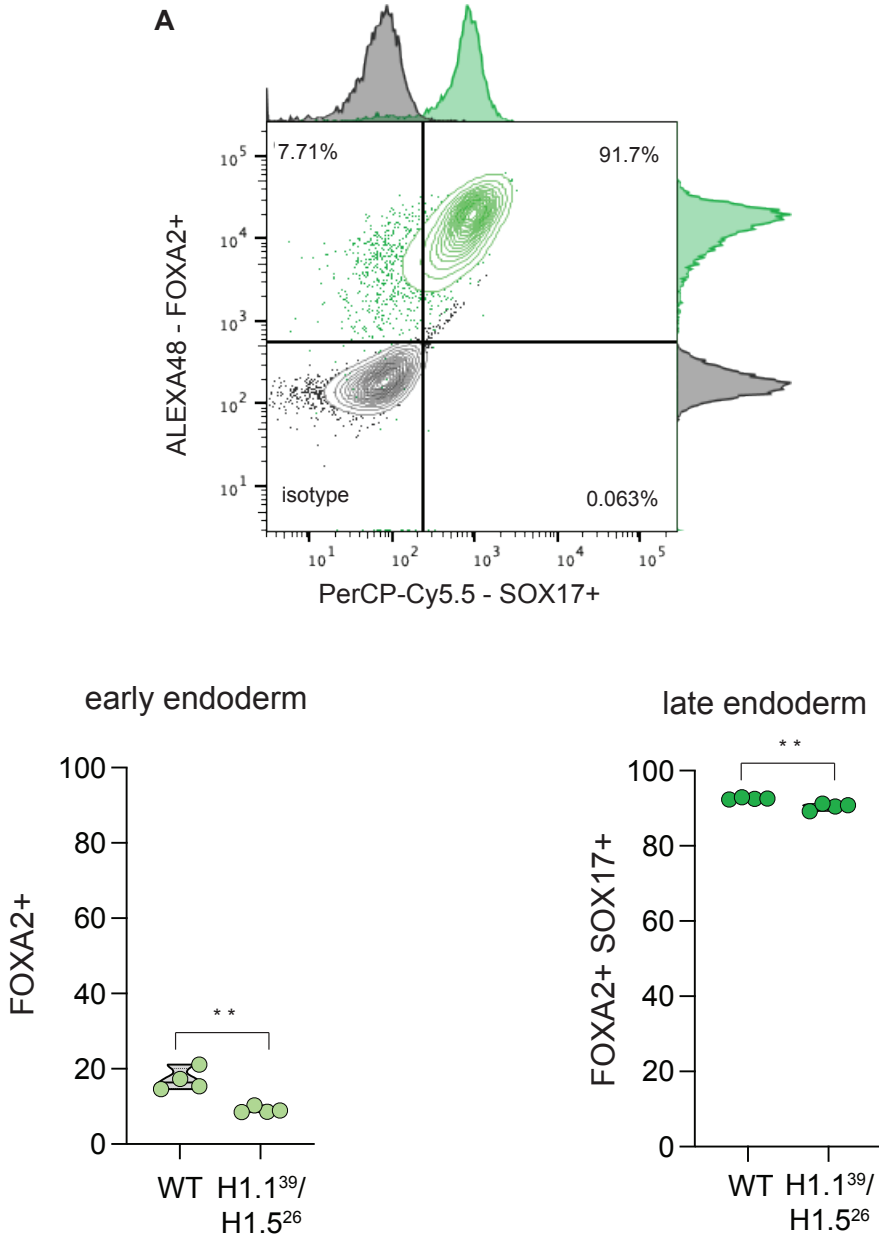 A
7.71%
91.7%
10⁵
10⁴
10³
10²
10¹
ALEXA48 - FOXA2+
isotype
0.063%
10¹ 10² 10³ 10⁴ 10⁵
PerCP-Cy5.5 - SOX17+
early endoderm
100
80
60
40
20
0
FOXA2+
* *
WT H1.1³⁹/
H1.5²⁶
late endoderm
* *
100
80
60
40
20
0
FOXA2+ SOX17+
WT H1.1³⁹/
H1.5²⁶